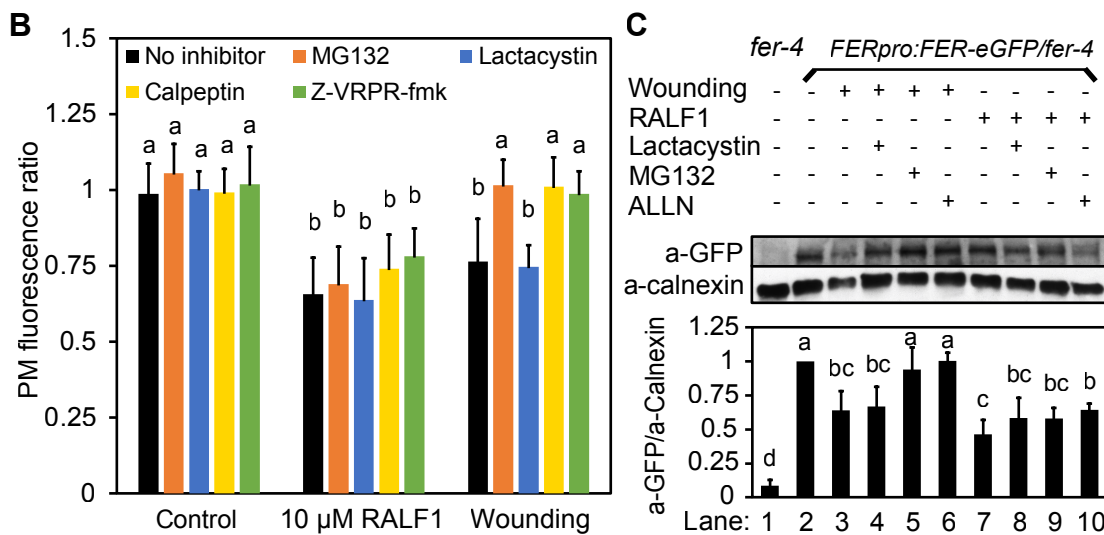 B
PM fluorescence ratio
1.5
1.25
1
0.75
0.5
0.25
0
No inhibitor MG132 Lactacystin
Calpeptin Z-VRPR-fmk
a a a a a
b b b b b
b a b a a
Control 10 µM RALF1 Wounding
C
fer-4 FERpro:FER-eGFP/fer-4
Wounding - - + + + + - - - -
RALF1 - - - - - - + + + +
Lactacystin - - - + - - - + - -
MG132 - - - - + - - - + -
ALLN - - - - - + - - - +
a-GFP
a-calnexin
a-GFP/a-Calnexin
1.25
1
0.75
0.5
0.25
0
d a bc bc a a c bc bc b
Lane: 1 2 3 4 5 6 7 8 9 10